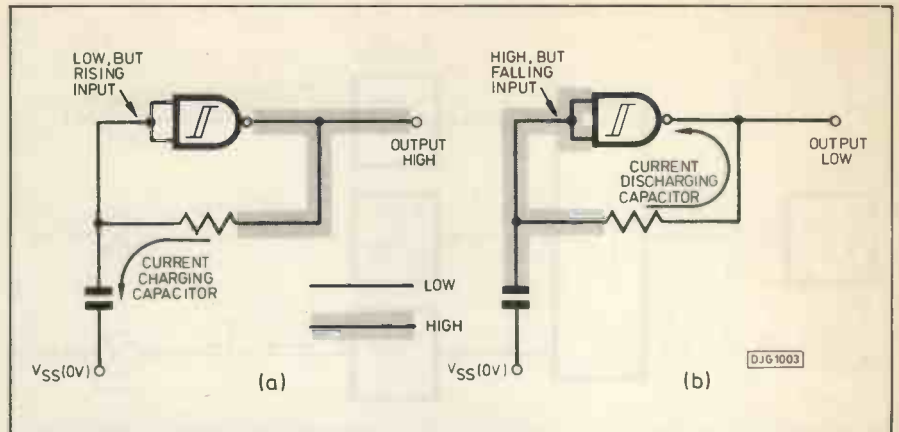 LOW, BUT
RISING
INPUT
OUTPUT
HIGH
CURRENT
CHARGING
CAPACITOR
LOW
HIGH
VSS(0V)
(a)
HIGH, BUT
FALLING
INPUT
OUTPUT
LOW
CURRENT
DISCHARGING
CAPACITOR
VSS(0V)
(b)
DJG1003